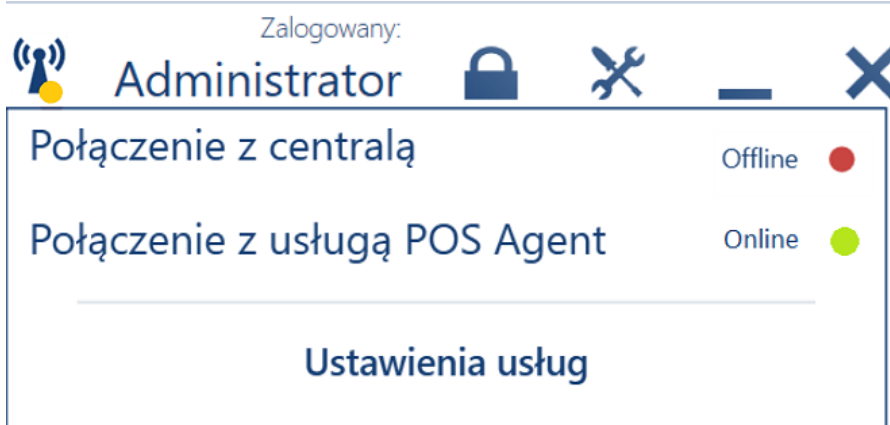 Zalogowany:
Administrator
Połączenie z centralą Offline
Połączenie z usługą POS Agent Online
Ustawienia usług